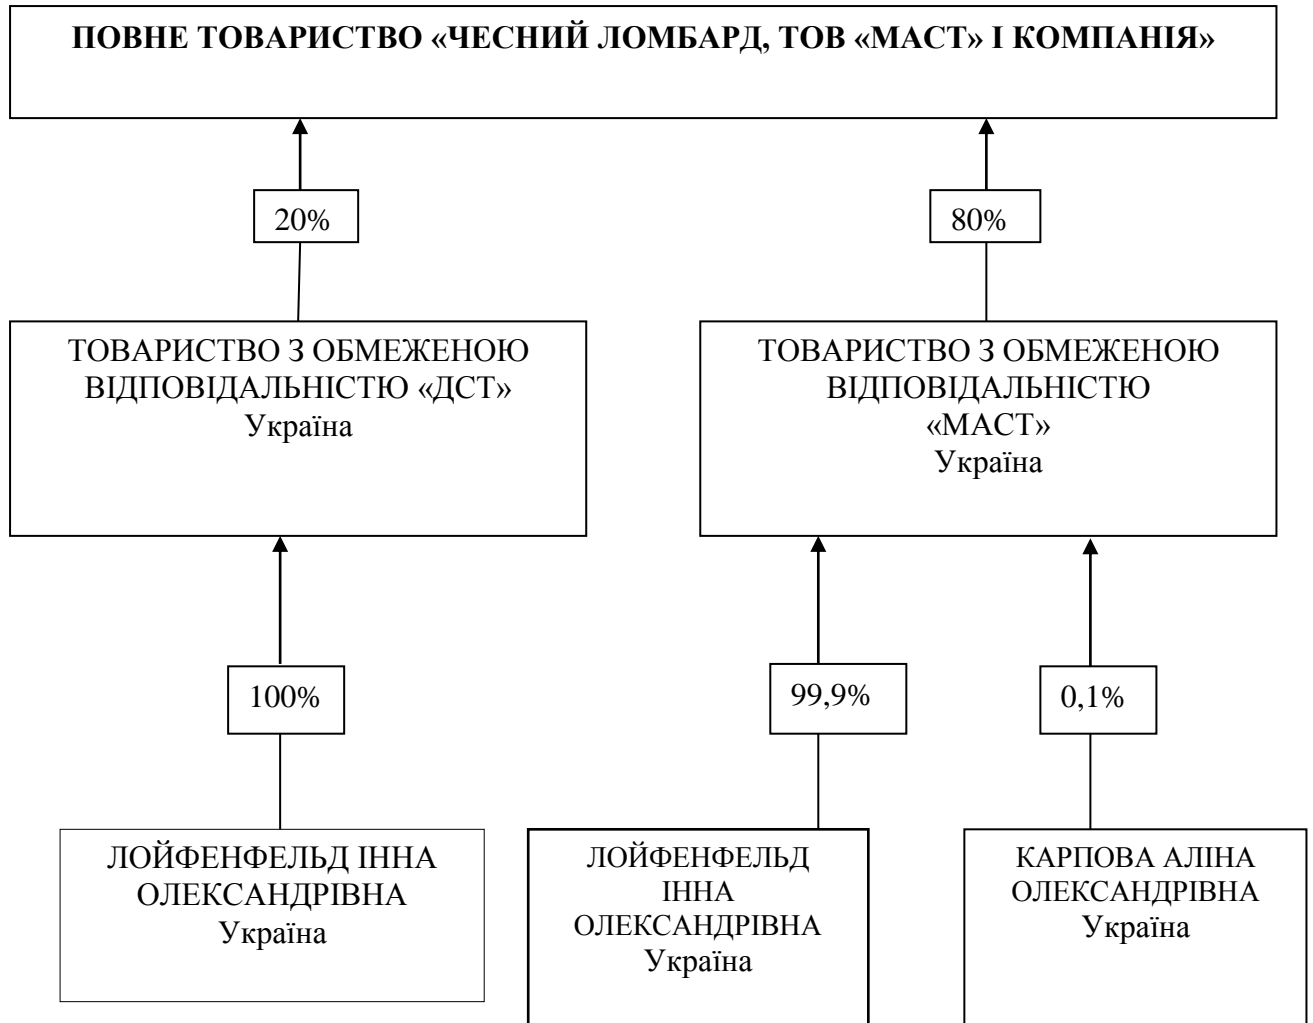 ПОВНЕ ТОВАРИСТВО «ЧЕСНИЙ ЛОМБАРД, ТОВ «МАСТ» І КОМПАНІЯ»
20%
80%
ТОВАРИСТВО З ОБМЕЖЕНОЮ
ВІДПОВІДАЛЬНІСТЮ «ДСТ»
Україна
ТОВАРИСТВО З ОБМЕЖЕНОЮ
ВІДПОВІДАЛЬНІСТЮ
«МАСТ»
Україна
100%
99,9%
0,1%
ЛОЙФЕНФЕЛЬД ІННА
ОЛЕКСАНДРІВНА
Україна
ЛОЙФЕНФЕЛЬД
ІННА
ОЛЕКСАНДРІВНА
Україна
КАРПОВА АЛІНА
ОЛЕКСАНДРІВНА
Україна